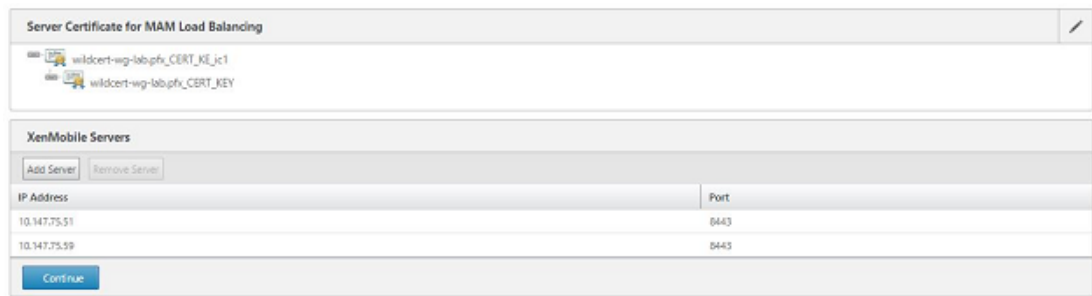 Server Certificate for MAM Load Balancing
wildcert-wg-lab.pfx_CERT_KE_ic1
wildcert-wg-lab.pfx_CERT_KEY
XenMobile Servers
Add Server Remove Server
IP Address Port
10.147.75.51 8443
10.147.75.59 8443
Continue